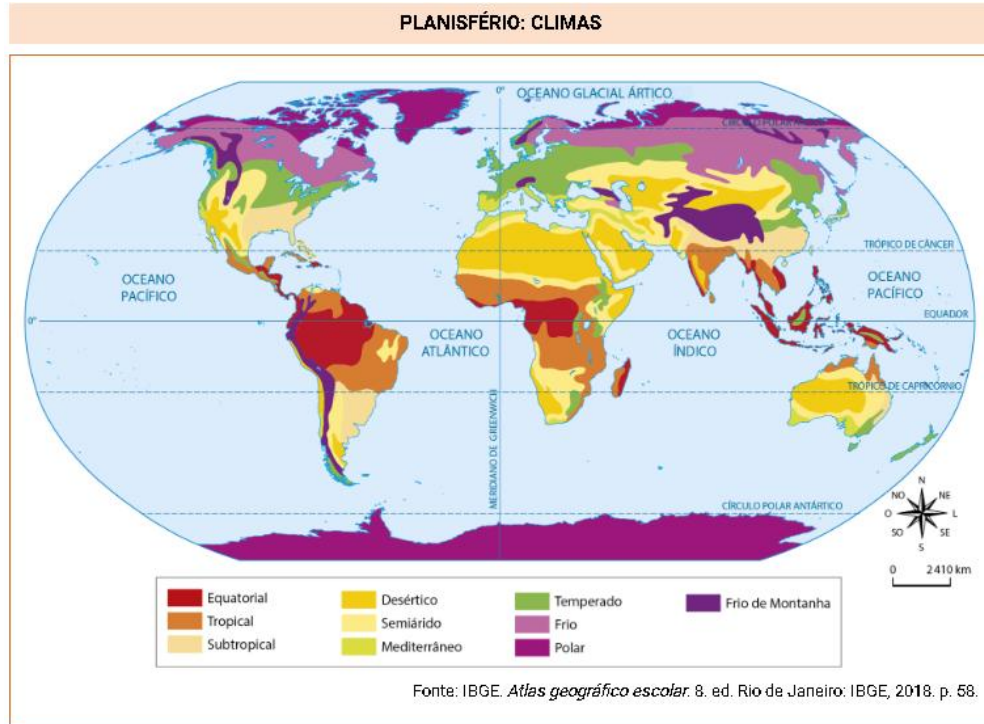 PLANISFÉRIO: CLIMAS
0°
OCEANO GLACIAL ÁRTICO
CÍRCULO POLAR
TRÓPICO DE CÂNCER
OCEANO
PACÍFICO
OCEANO
PACÍFICO
0°
EQUADOR
OCEANO
ATLÂNTICO
OCEANO
ÍNDICO
TRÓPICO DE CAPRICÓRNIO
MERIDIANO DE GREENWICH
CÍRCULO POLAR ANTÁRTICO
N
NO
NE
O
L
SO
SE
S
0 2410 km
Equatorial
Tropical
Subtropical
Desértico
Semiárido
Mediterrâneo
Temperado
Frio
Polar
Frio de Montanha
Fonte: IBGE. Atlas geográfico escolar. 8. ed. Rio de Janeiro: IBGE, 2018. p. 58.